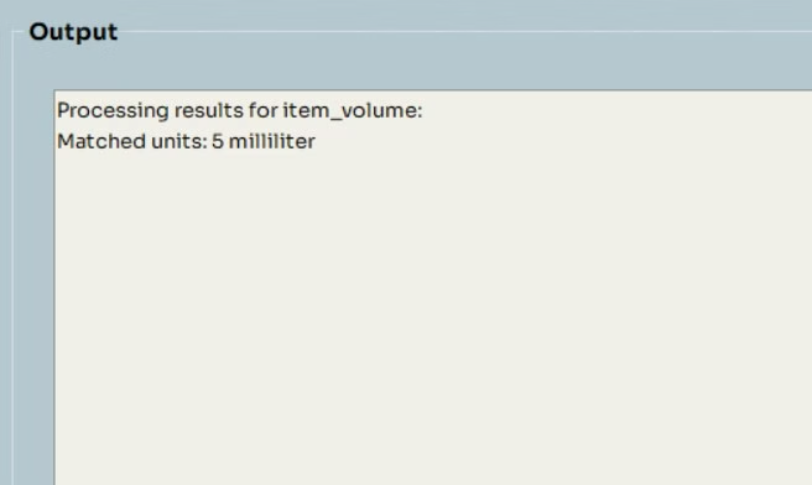 Output
Processing results for item_volume:
Matched units: 5 milliliter